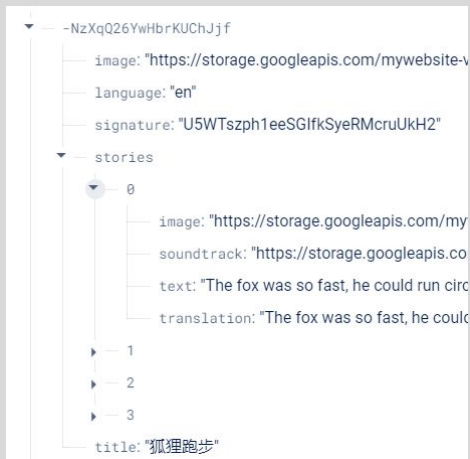 -NzXqQ26YwHbrKUChJjf
image: "https://storage.googleapis.com/mywebsite-v
language: "en"
signature: "U5WTszph1eeSGIfkSyeRMcruUkH2"
stories
0
image: "https://storage.googleapis.com/my
soundtrack: "https://storage.googleapis.co
text: "The fox was so fast, he could run circ
translation: "The fox was so fast, he could
1
2
3
title: "狐狸跑步"